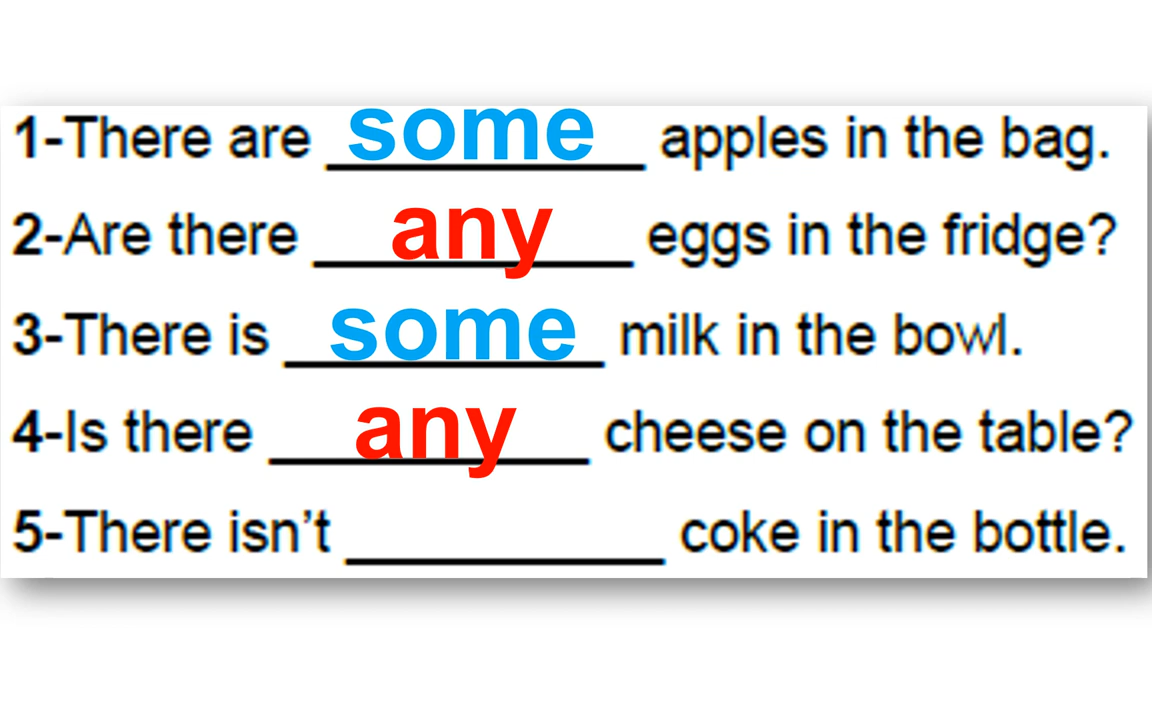 1-There are some apples in the bag.
2-Are there any eggs in the fridge?
3-There is some milk in the bowl.
4-Is there any cheese on the table?
5-There isn’t __________ coke in the bottle.